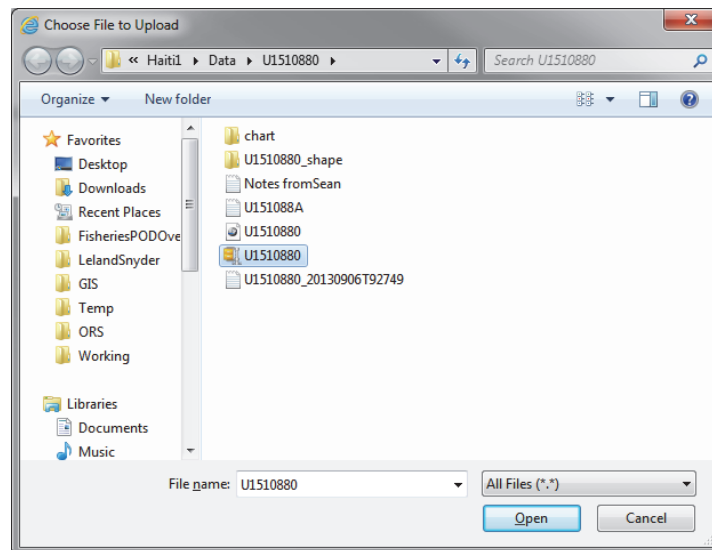 Choose File to Upload
x
« Haiti1 ▸ Data ▸ U1510880 ▸
Search U1510880
Organize ▼ New folder
Favorites
Desktop
Downloads
Recent Places
FisheriesPODOve
LelandSnyder
GIS
Temp
ORS
Working
Libraries
Documents
Music
chart
U1510880_shape
Notes fromSean
U151088A
U1510880
U1510880
U1510880_20130906T92749
File name: U1510880
All Files (*.*)
Open Cancel